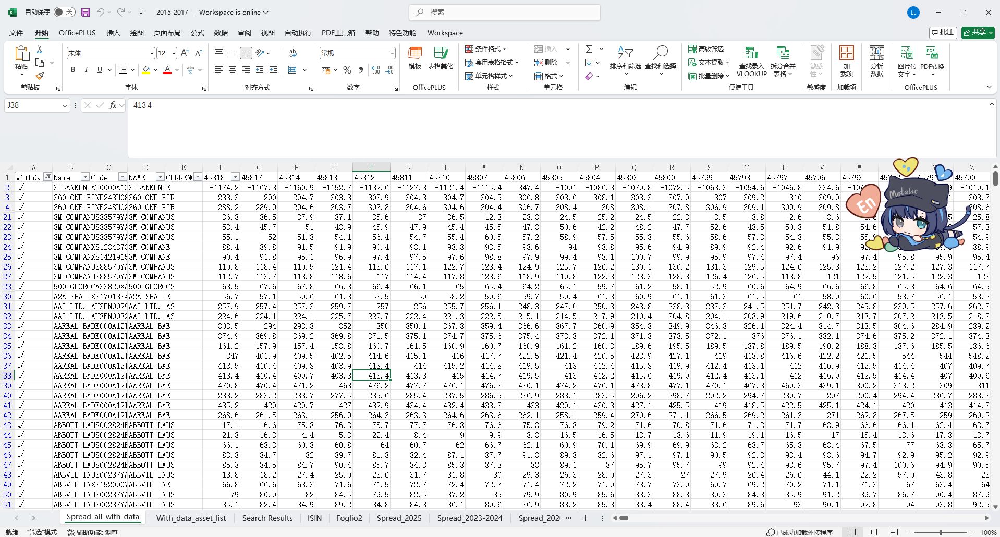 自动保存 关 2015-2017 - Workspace is online 搜索 LL
文件 开始 OfficePLUS 插入 绘图 页面布局 公式 数据 审阅 视图 自动执行 PDF工具箱 帮助 特色功能 Workspace 批注 共享
宋体 12 常规 条件格式 插入 高级筛选
粘贴 模板 表格美化 套用表格格式 删除 排序和筛选 查找和选择 文本提取 查找录入 VLOOKUP 拆分合并 表格 敏感性 加载项 分析数据 图片转文字 PDF转换
单元格样式 格式 批量删除
剪贴板 字体 对齐方式 数字 OfficePLUS 样式 单元格 编辑 便捷工具 敏感度 加载项 OfficePLUS
J38 fx 413.4
A B C D E F G H I J K L M N O P Q R S T U V W Z
1 Withdat Name Code NAME CURRENC 45818 45817 45814 45813 45812 45811 45810 45807 45806 45805 45804 45803 45800 45799 45798 45797 45796 45793 45790
2 √ 3 BANKEN AT0000A1C 3 BANKEN E -1174.2 -1167.3 -1160.9 -1152.7 -1132.6 -1127.3 -1121.4 -1115.4 347.4 -1091 -1086.8 -1079.8 -1072.5 -1068.3 -1054.6 -1046.8 334.6 -1019.1
3 √ 360 ONE P INE248U08 360 ONE P IR 288.3 290 294.7 303.8 303.9 304.8 304.7 304.5 306.8 308.6 308.1 308.3 307.9 307 309.2 310 309.9 308.7
4 √ 360 ONE P INE248U08 360 ONE P IR 288.2 289.9 294.6 303.7 303.8 304.6 304.6 304.4 306.7 308.4 308 308.1 307.8 306.9 309.1 309.9 309.8 308.6
21 √ 3M COMPAN US88579YA 3M COMPAN U$ 36.8 36.5 37.9 37.1 35.6 37 36.5 12.3 23.3 24.5 25.2 24.5 22.3 -3.5 -3.8 -2.6 -3.6 25.8
22 √ 3M COMPAN US88579YA 3M COMPAN U$ 53.4 45.7 51 43.9 45.9 47.9 45.4 45.5 47.3 50.6 42.2 48.2 47.7 52.6 48.5 50.3 51.8 54.6 57.3
23 √ 3M COMPAN US88579YA 3M COMPAN U$ 55.1 52 51.8 54.1 56.4 54.7 55.4 60.5 57.2 58.9 57.5 55.8 55.6 58.6 57.3 54.8 55.3 54.9
24 √ 3M COMPAN XS1234373 3M COMPAN E 88.4 89.8 91.5 91.9 90.4 93.1 93.8 93.5 93.6 94 93.8 95.6 94.9 89.9 92.4 92.6 91.9 88.9
25 √ 3M COMPAN XS1421915 3M COMPAN E 90.4 91.8 95.1 96.9 97.4 97.5 97.6 98.8 97.9 99.4 98.1 100.7 99.9 95.9 97.4 97.4 96 97.4 95.8 95.9 95.4
26 √ 3M COMPAN US88579YA 3M COMPAN U$ 119.8 118.4 119.5 121.4 118.6 117.1 122.7 123.4 124.9 125.7 126.2 130.1 130.2 131.3 129.5 124.6 125.8 128.2 127.2 127.3 117.7
27 √ 3M COMPAN US88579YA 3M COMPAN U$ 112.7 113.7 113.8 118.6 117 114.4 117.8 123.6 118.9 119.8 122.3 128.3 128.3 126.4 126.5 118.8 121 122.5 121.5 122.3 123
28 √ 500 GEORG CA33829XA 500 GEORG C$ 68.5 67.6 67.8 66.8 66.4 66.1 65 65.4 64.2 65.1 59.7 61.2 58.1 52.9 60.6 64.9 66.6 66.8 65.3 64.6 64.5
30 √ A2A SPA 2 XS1701884 A2A SPA 2 E 56.7 57.1 59.6 61.8 58.5 59 58.2 59.6 59.7 59.4 61.8 60.9 61.1 61.3 61.5 61 58.9 60.6 58.7 56.1 58.2
31 √ AAI LTD. AU3FN0029 AAI LTD. A$ 257.9 257.4 257.3 259.7 257 256 255.7 256.1 248.3 247.6 250.8 243.8 238.8 237.3 241.5 251.7 242.8 245.8 239.5 257.6 262.3
32 √ AAI LTD. AU3FN0032 AAI LTD. A$ 224.6 224.1 224.1 225.7 222.7 222.4 221.3 222.5 215.1 214.5 217.9 210.4 204.8 204.1 208.9 219.6 210.7 213.7 207.2 213.5 218.2
33 √ AAREAL BA DE000A12T AAREAL BA E 303.5 294 293.8 352 350 350.1 367.3 359.4 366.6 367.7 360.9 354.3 349.9 346.8 326.1 324.4 314.7 313.5 304.6 284.9 289.2
34 √ AAREAL BA DE000A12T AAREAL BA E 374.9 369.8 369.2 369.8 371.5 375.1 374.7 375.6 375.4 373.8 372.1 371.8 378.5 372.1 376 376.1 382.1 374.6 375.2 372.1 374.3
35 √ AAREAL BA DE000A12T AAREAL BA E 161.2 157.9 157.4 153.8 160.7 161.5 160.9 160.7 160.9 161.2 160.3 189.6 195.5 189.5 187.8 189.5 190.2 188.3 187.6 185.5 186.6
36 √ AAREAL BA DE000A12T AAREAL BA E 347 401.9 409.5 402.5 414.6 415.1 416 417.7 422.5 421.4 420.5 423.9 427.1 419 418.8 416.6 422.2 421.5 544 544 548.2
37 √ AAREAL BA DE000A12T AAREAL BA E 413.5 410.4 409.8 403.9 413.4 414 415.2 414.8 419.5 413 412.4 415.8 419.9 412.4 413.1 412 416.9 412.5 414.4 407 409.7
38 √ AAREAL BA DE000A12T AAREAL BA E 413.4 410.4 409.7 403.8 413.4 413.8 415 414.7 419.5 413 412.2 415.6 419.9 412.4 413.1 412 416.9 412.5 414.4 407 409.6
39 √ AAREAL BA DE000A12T AAREAL BA E 470.8 470.4 471.2 468 476.2 477.7 476.1 476.3 480.1 474.2 476.1 478.8 477.1 470.1 467.3 469.3 439.1 390.2 313.2 309 311
40 √ AAREAL BA DE000A12T AAREAL BA E 288.2 283.2 283.7 277.5 285.6 285.4 287.5 286.5 286.9 283.1 283.5 296.2 298.7 292.2 294.7 289.7 297 290.4 294.4 286.7 288.8
41 √ AAREAL BA DE000A12T AAREAL BA E 435.2 429 429.7 427 432.9 434.4 432.4 433.8 433 429.1 430.3 427.1 425.5 419 418.5 422.5 425.1 424.1 420 413 414.3
42 √ AAREAL BA DE000A12T AAREAL BA E 268.6 261.5 263.1 256.9 264.3 263.3 264.6 263.6 262.1 258.1 259.4 270.6 271.1 266.5 269.2 261.3 271 262.8 267.5 259 260.2
43 √ ABBOTT LA US002824E ABBOTT LA U$ 17.1 16.6 75.8 76.3 75.7 77.7 76.8 76.6 75.8 76.8 79.2 71.6 70.8 71.6 71.3 71.7 68.9 66.6 66.1 62.4 63.7
44 √ ABBOTT LA US002824E ABBOTT LA U$ 21.8 16.3 4.4 5.3 22.4 8.4 9 9.9 8.8 16.5 16.5 13.7 13.6 11.9 19.1 16.5 17 15.4 13.6 17.3 13.7
45 √ ABBOTT LA US002824E ABBOTT LA U$ 66.1 63.3 60.8 60.8 64 60.7 62 66.7 62.1 60.9 70.1 69.9 69.9 63.2 68.7 65.8 63.4 67.5 77 68.3 65.7
46 √ ABBOTT LA US002824E ABBOTT LA U$ 83.3 84.7 82 89.7 81.8 82.4 87.1 87.7 91.3 89.3 82.6 97.1 97.1 90.5 92.3 93.4 93.6 94.7 92.9 95.2 92.9
47 √ ABBOTT LA US002824E ABBOTT LA U$ 85.3 84.5 84.7 90.4 85.7 84.3 85.3 87.3 88 89.1 87 95.7 95.7 99 92.4 93.6 95.7 97.4 100.6 94.9 90.5
48 √ ABBVIE IN US00287YA ABBVIE IN U$ 18.8 18.2 27.4 25.9 28.6 31.7 31.8 30 29.3 26.3 28.9 27.3 27 27.9 26.4 26.6 44.1 22.2 57.9 43.8 28
49 √ ABBVIE IN XS1520907 ABBVIE IN E 66.8 66.6 68.3 71.6 71.5 72.7 72.4 72.7 71.4 72.2 71.9 73.7 73.9 69.7 69.2 70.2 71.1 71.3 67 63.4 64
50 √ ABBVIE IN US00287YA ABBVIE IN U$ 79 80.9 82 84.5 79.5 82.5 87.2 85 79.9 80.9 85.6 88.3 88.3 89.3 84.8 85.9 91.2 89.7 86.7 90.4 87.9
51 √ ABBVIE IN US00287YA ABBVIE IN U$ 85.1 82.4 84.9 89.2 84.8 84.3 86.1 89.6 86.9 88.2 85.8 88.4 88.4 88.6 89.6 93 90.1 92.8 94 93.8 92.5
Metalic
En
Spread_all_with_data With_data_asset_list Search Results ISIN Foglio2 Spread_2025 Spread_2023-2024 Spread_202
就绪 “筛选”模式 辅助功能: 调查 已成功加载外接程序 100%